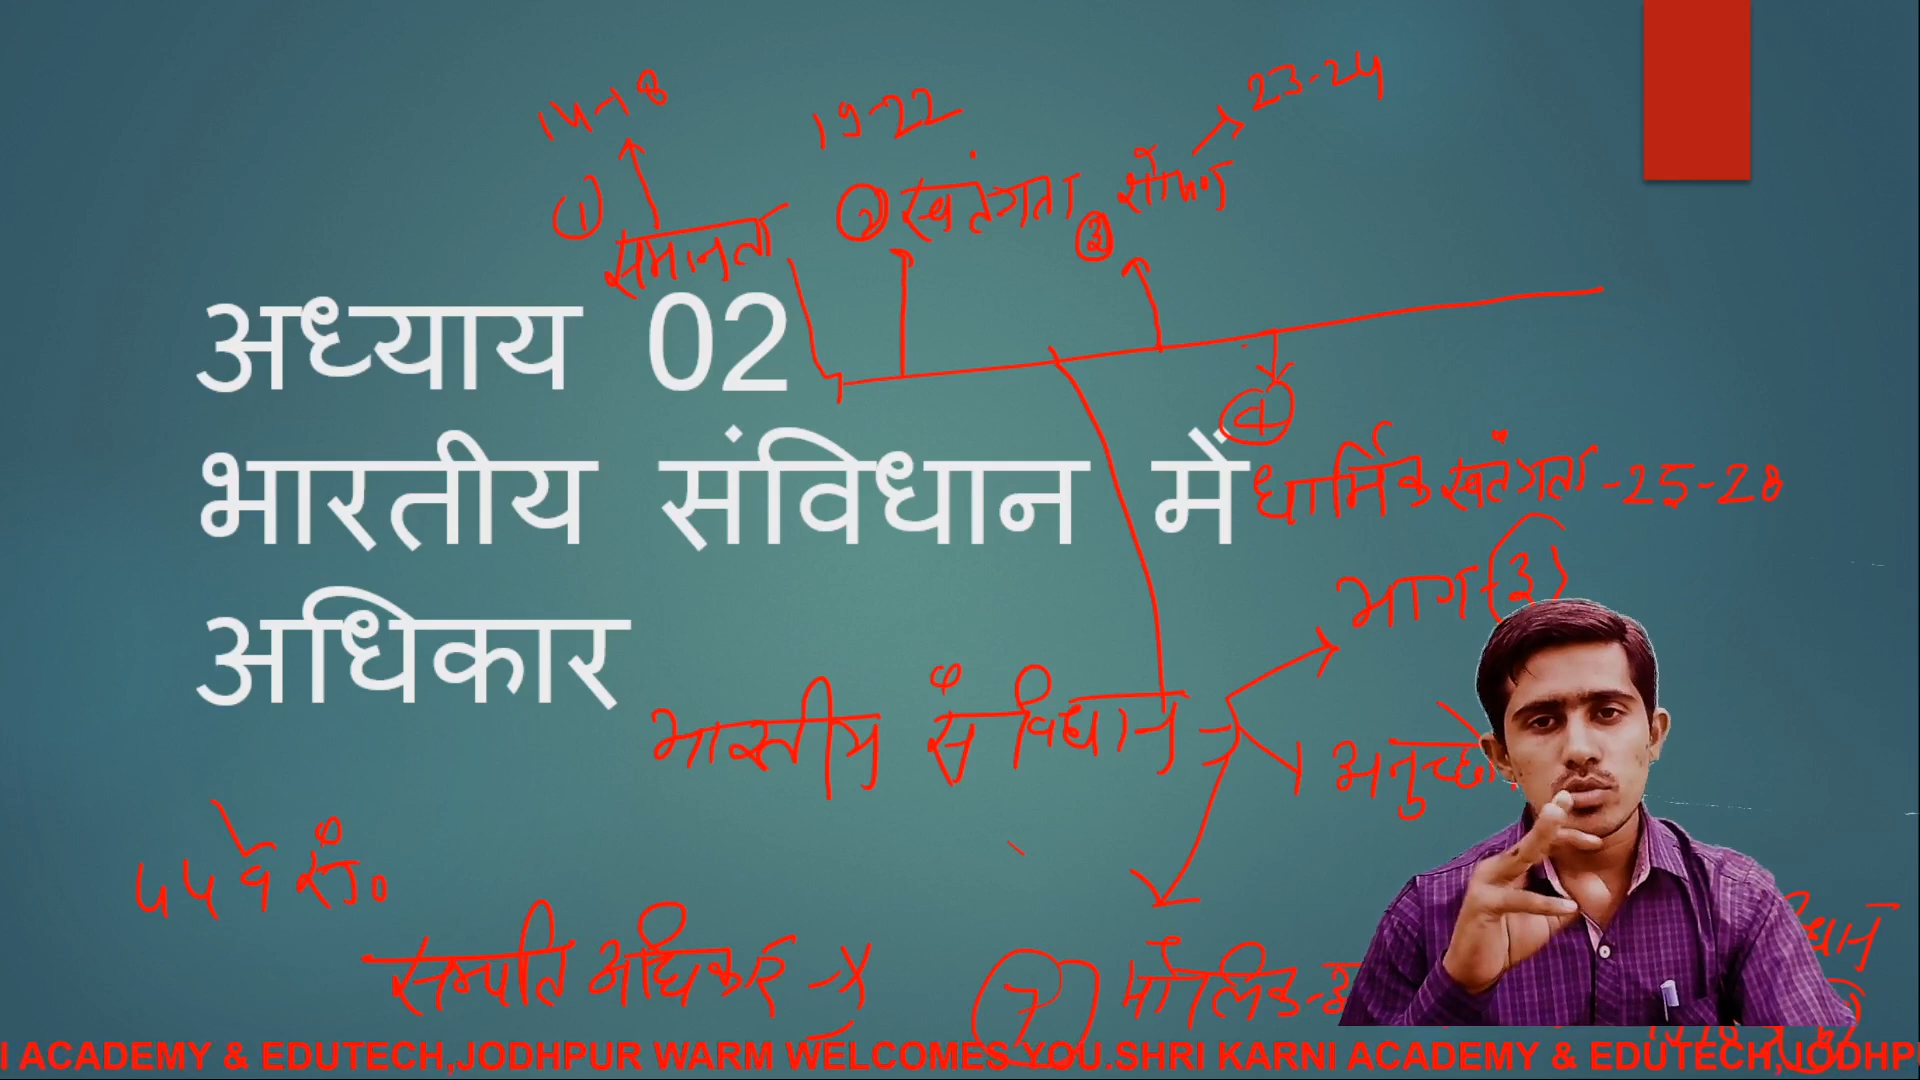 14-18
19-22
23-24
① समानता
② स्वतंत्रता
③ शोषण
अध्याय 02
④
भारतीय संविधान में
धार्मिक स्वतंत्रता -25-28
अधिकार
भाग-(3)
भारतीय संविधान
44 वे सं०
सम्पति अधिकार -X
(7) मौलिक-
I ACADEMY & EDUTECH,JODHPUR WARM WELCOMES YOU.SHRI KARNI ACADEMY & EDUTECH,JODHP